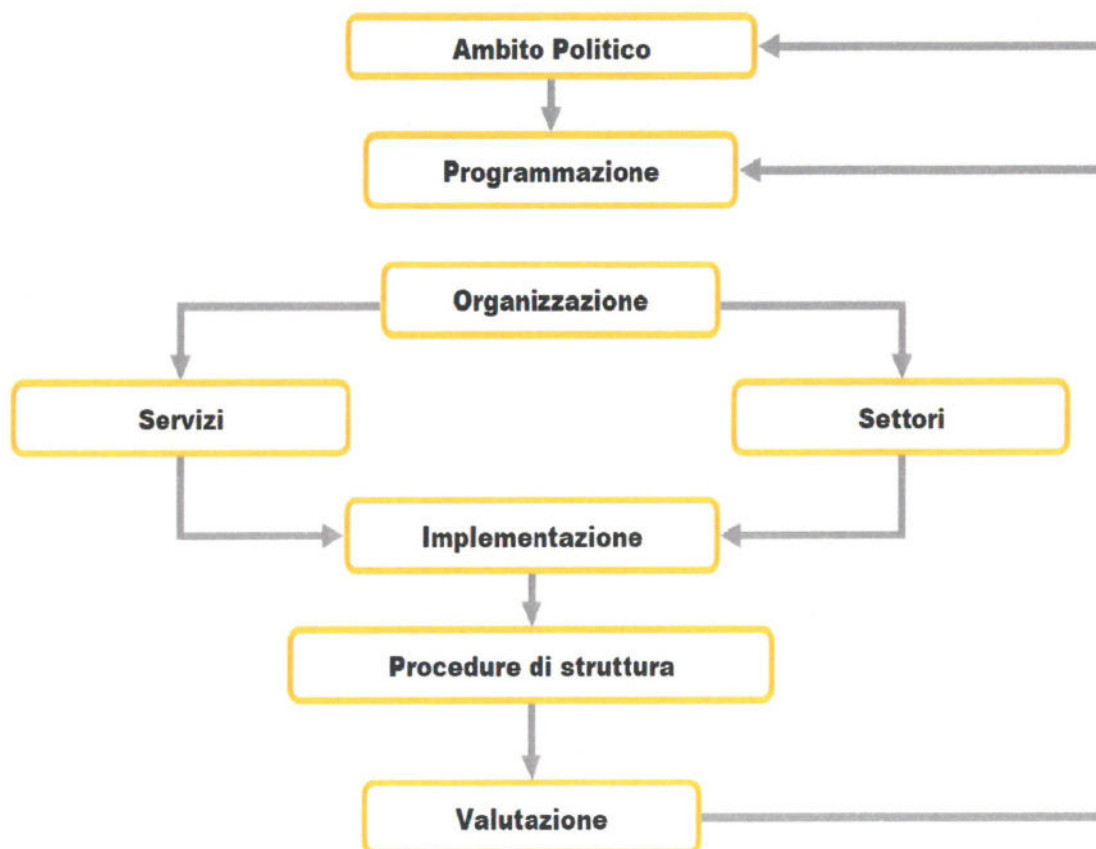 Ambito Politico
Programmazione
Organizzazione
Servizi
Settori
Implementazione
Procedure di struttura
Valutazione